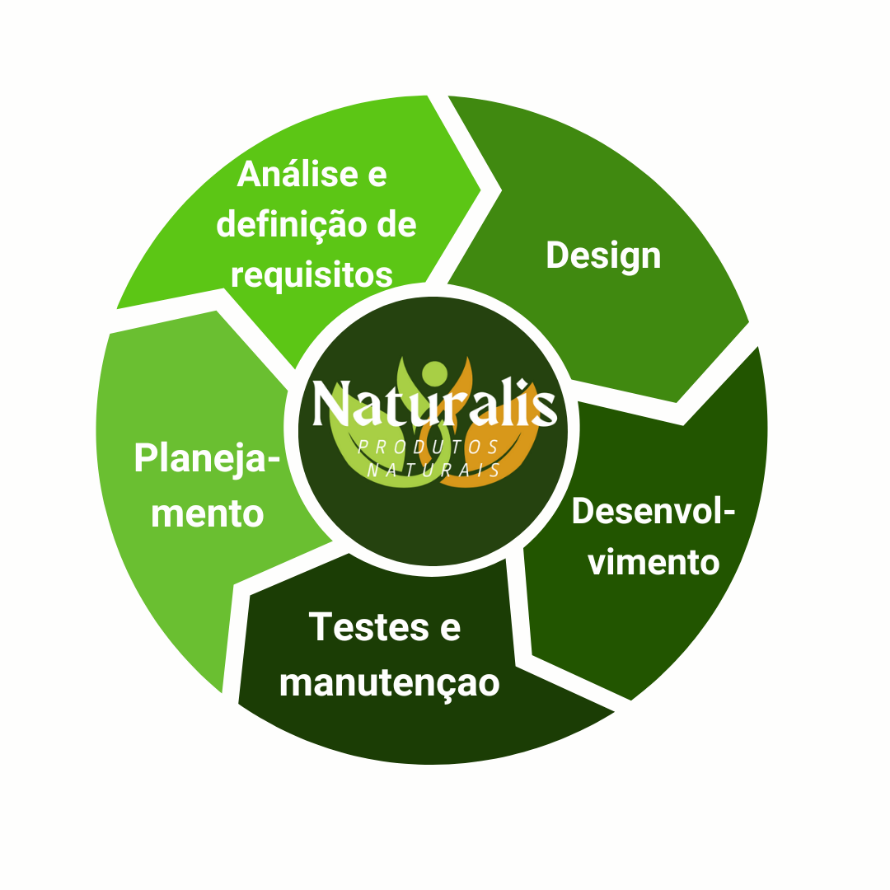 Análise e
definição de
requisitos
Design
Naturalis
PRODUTOS
NATURAIS
Planeja-
mento
Desenvol-
vimento
Testes e
manutençao